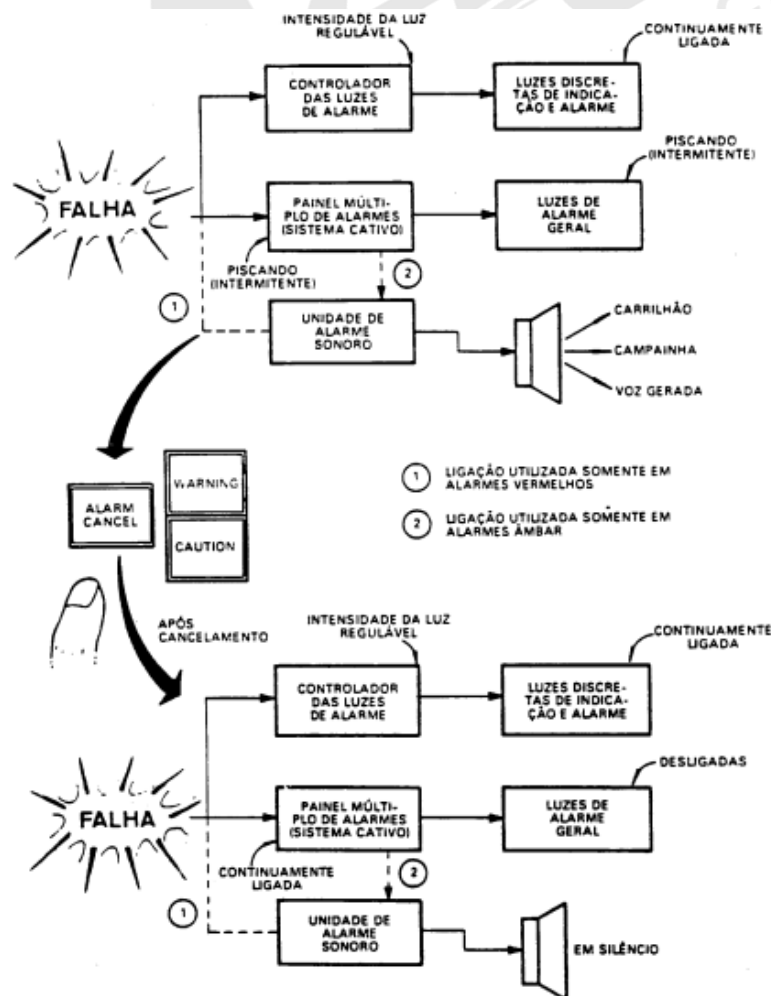 INTENSIDADE DA LUZ
REGULÁVEL
CONTINUAMENTE
LIGADA
CONTROLADOR
DAS LUZES
DE ALARME
LUZES DISCRE-
TAS DE INDICA-
ÇÃO E ALARME
PISCANDO
(INTERMITENTE)
FALHA
PAINEL MÚLTI-
PLO DE ALARMES
(SISTEMA CATIVO)
LUZES DE
ALARME
GERAL
PISCANDO
(INTERMITENTE)
2
1
UNIDADE DE
ALARME
SONORO
CARRILHÃO
CAMPAINHA
VOZ GERADA
ALARM
CANCEL
WARNING
CAUTION
1 LIGAÇÃO UTILIZADA SOMENTE EM
ALARMES VERMELHOS
2 LIGAÇÃO UTILIZADA SOMENTE EM
ALARMES ÂMBAR
APÓS
CANCELAMENTO
INTENSIDADE DA LUZ
REGULÁVEL
CONTINUAMENTE
LIGADA
CONTROLADOR
DAS LUZES
DE ALARME
LUZES DISCRE-
TAS DE INDICA-
ÇÃO E ALARME
DESLIGADAS
FALHA
PAINEL MÚLTI-
PLO DE ALARMES
(SISTEMA CATIVO)
LUZES DE
ALARME
GERAL
CONTINUAMENTE
LIGADA
2
1
UNIDADE DE
ALARME
SONORO
EM SILÊNCIO